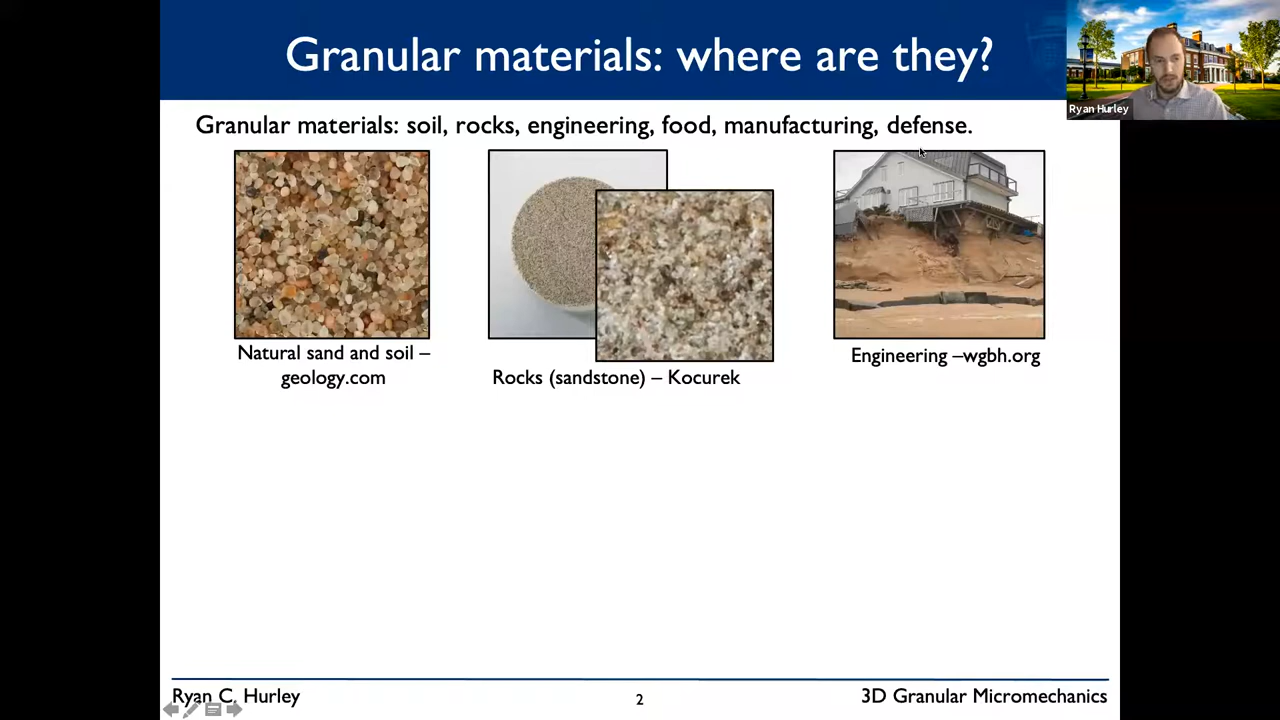 Granular materials: where are they?
Ryan Hurley
Granular materials: soil, rocks, engineering, food, manufacturing, defense.
Natural sand and soil –
geology.com
Rocks (sandstone) – Kocurek
Engineering –wgbh.org
Ryan C. Hurley
2
3D Granular Micromechanics